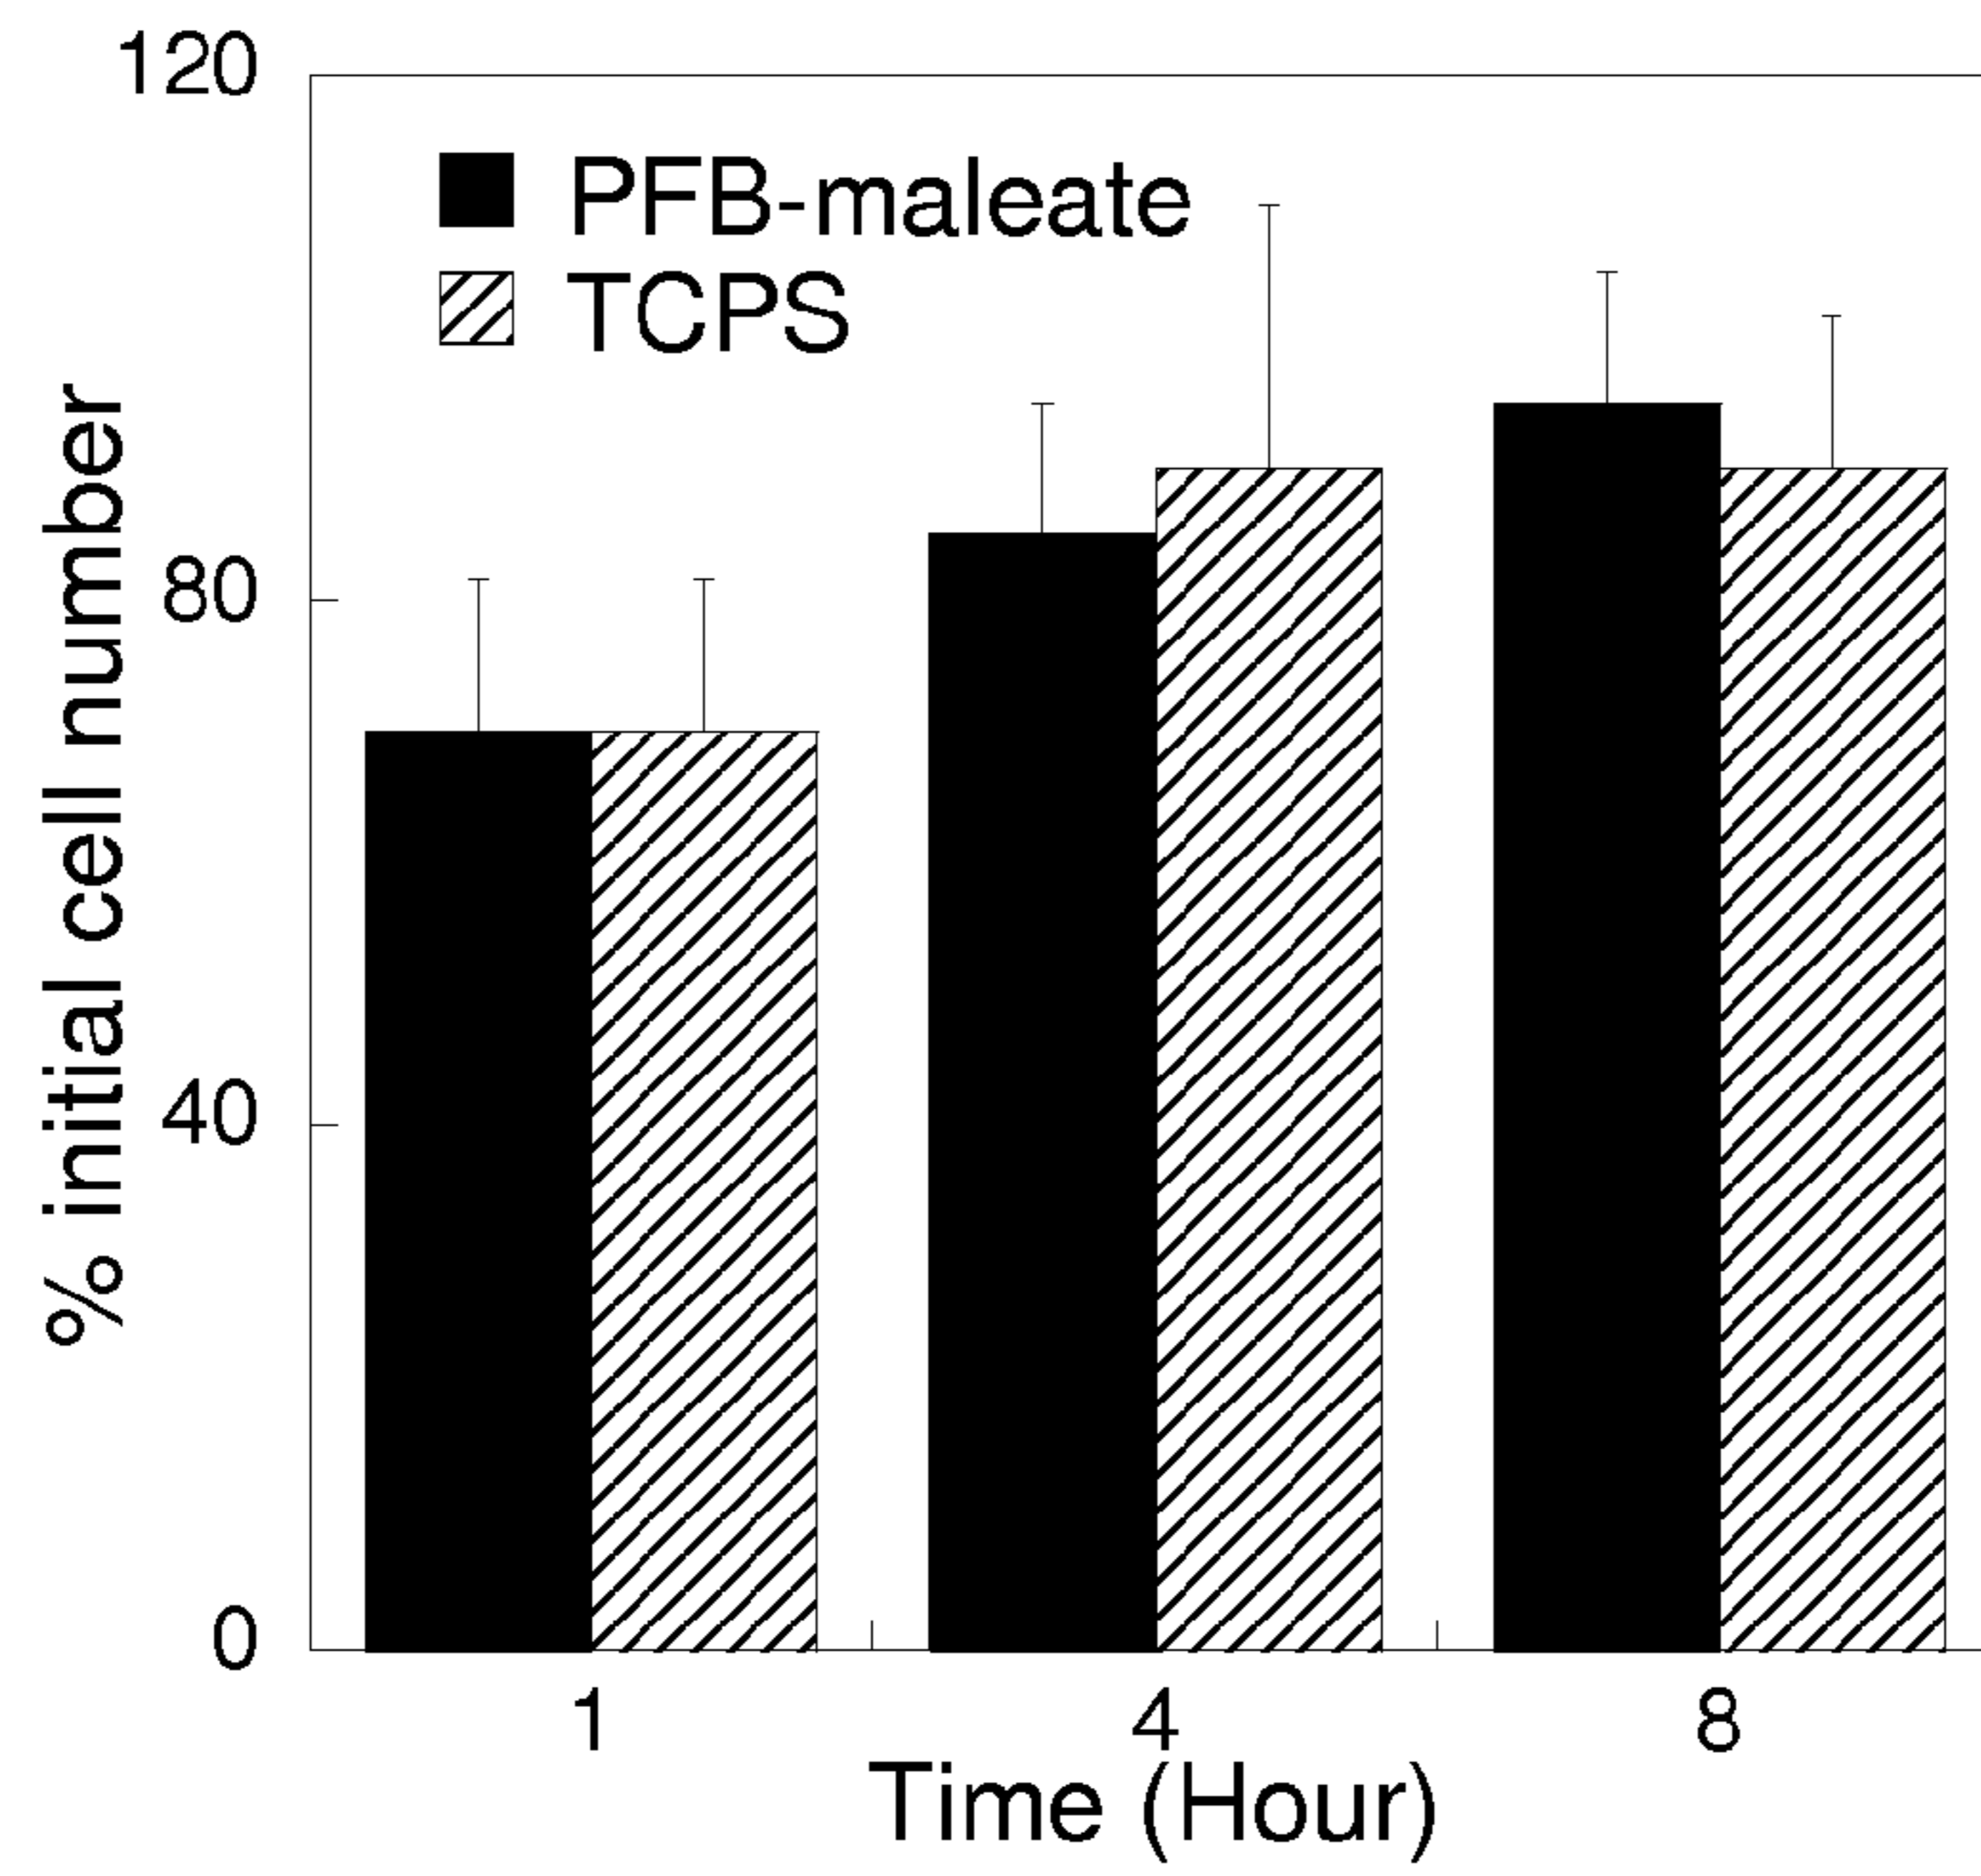 120
PFB-maleate
TCPS
80
40
0
% initial cell number
1 4 8
Time (Hour)